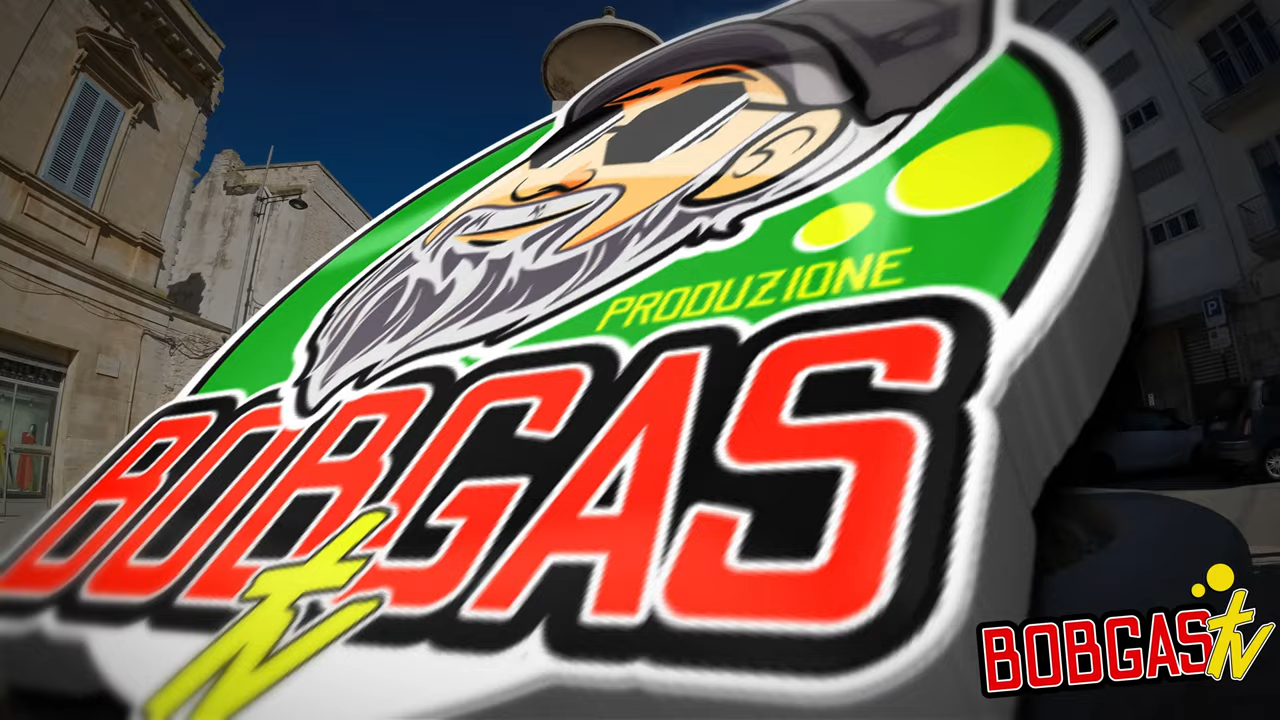 PRODUZIONE
BOBGAS
tv
P
BOBGAS tv